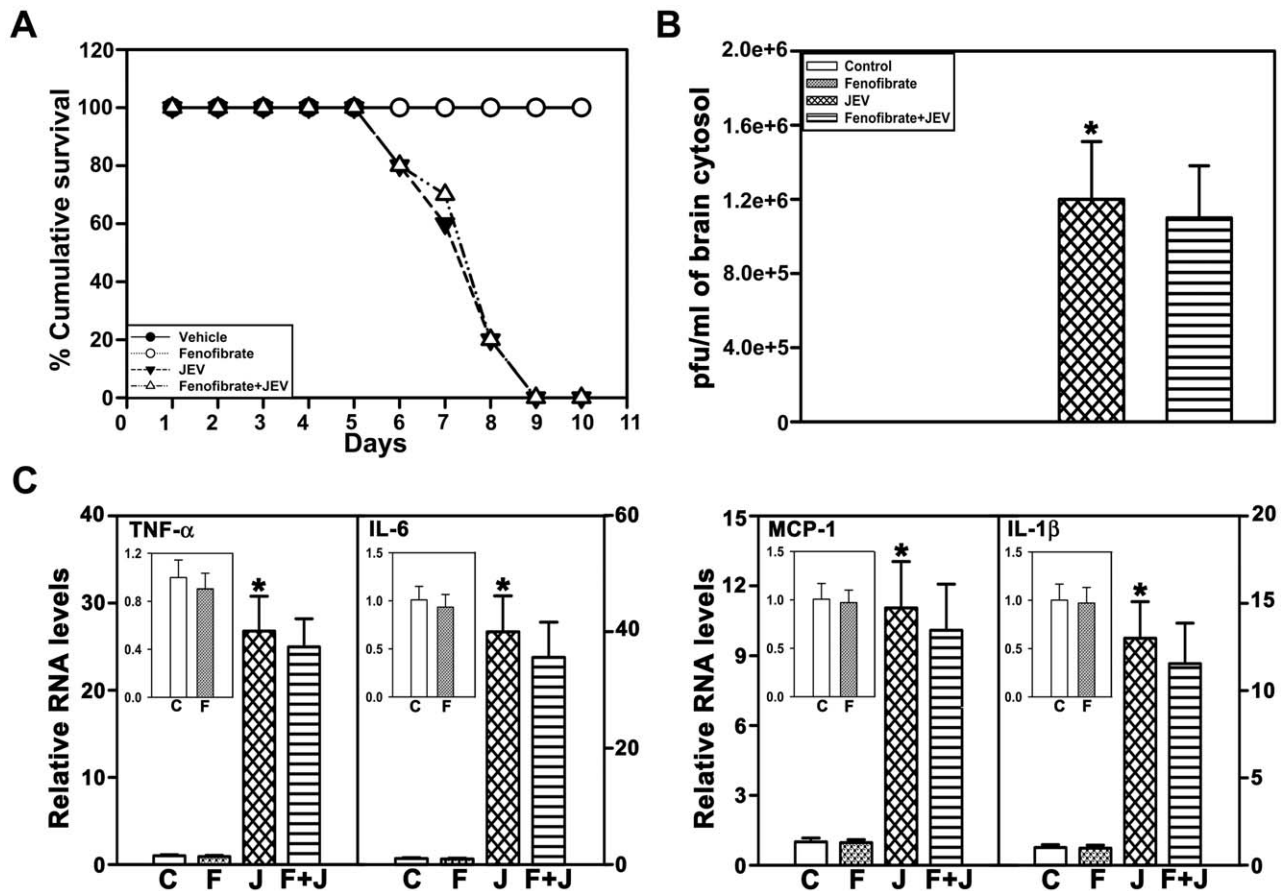 A
120
100
80
60
40
20
0
% Cumulative survival
Vehicle
Fenofibrate
JEV
Fenofibrate+JEV
0 1 2 3 4 5 6 7 8 9 10 11
Days
B
2.0e+6
1.6e+6
1.2e+6
8.0e+5
4.0e+5
0
pfu/ml of brain cytosol
Control
Fenofibrate
JEV
Fenofibrate+JEV
*
C
40
30
20
10
0
Relative RNA levels
TNF-α
1.2
0.8
0.4
0.0
C F
*
C F J F+J
IL-6
1.5
1.0
0.5
0.0
C F
*
C F J F+J
60
40
20
0
15
12
9
6
3
0
Relative RNA levels
MCP-1
1.5
1.0
0.5
0.0
C F
*
C F J F+J
IL-1β
1.5
1.0
0.5
0.0
C F
*
C F J F+J
20
15
10
5
0